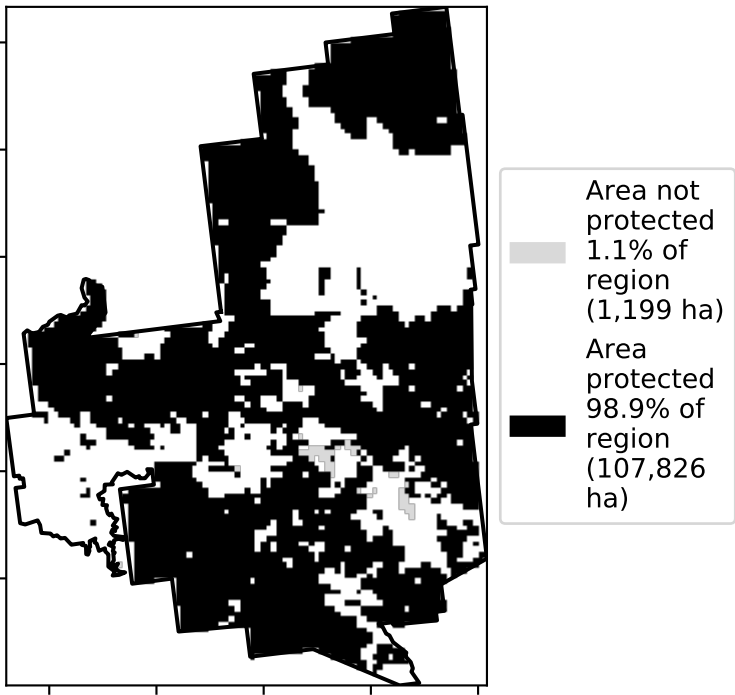 Area not
protected
1.1% of
region
(1,199 ha)
Area
protected
98.9% of
region
(107,826
ha)